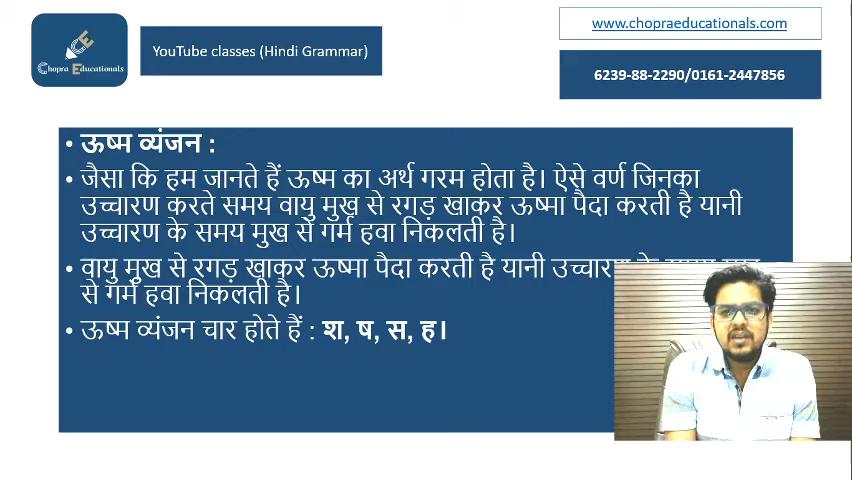 Chopra Educationals
YouTube classes (Hindi Grammar)
www.chopraeducationals.com
6239-88-2290/0161-2447856
• ऊष्म व्यंजन :
• जैसा कि हम जानते हैं ऊष्म का अर्थ गरम होता है। ऐसे वर्ण जिनका
उच्चारण करते समय वायु मुख से रगड़ खाकर ऊष्मा पैदा करती है यानी
उच्चारण के समय मुख से गर्म हवा निकलती है।
• वायु मुख से रगड़ खाकर ऊष्मा पैदा करती है यानी उच्चारण
से गर्म हवा निकलती है।
• ऊष्म व्यंजन चार होते हैं : श, ष, स, ह।